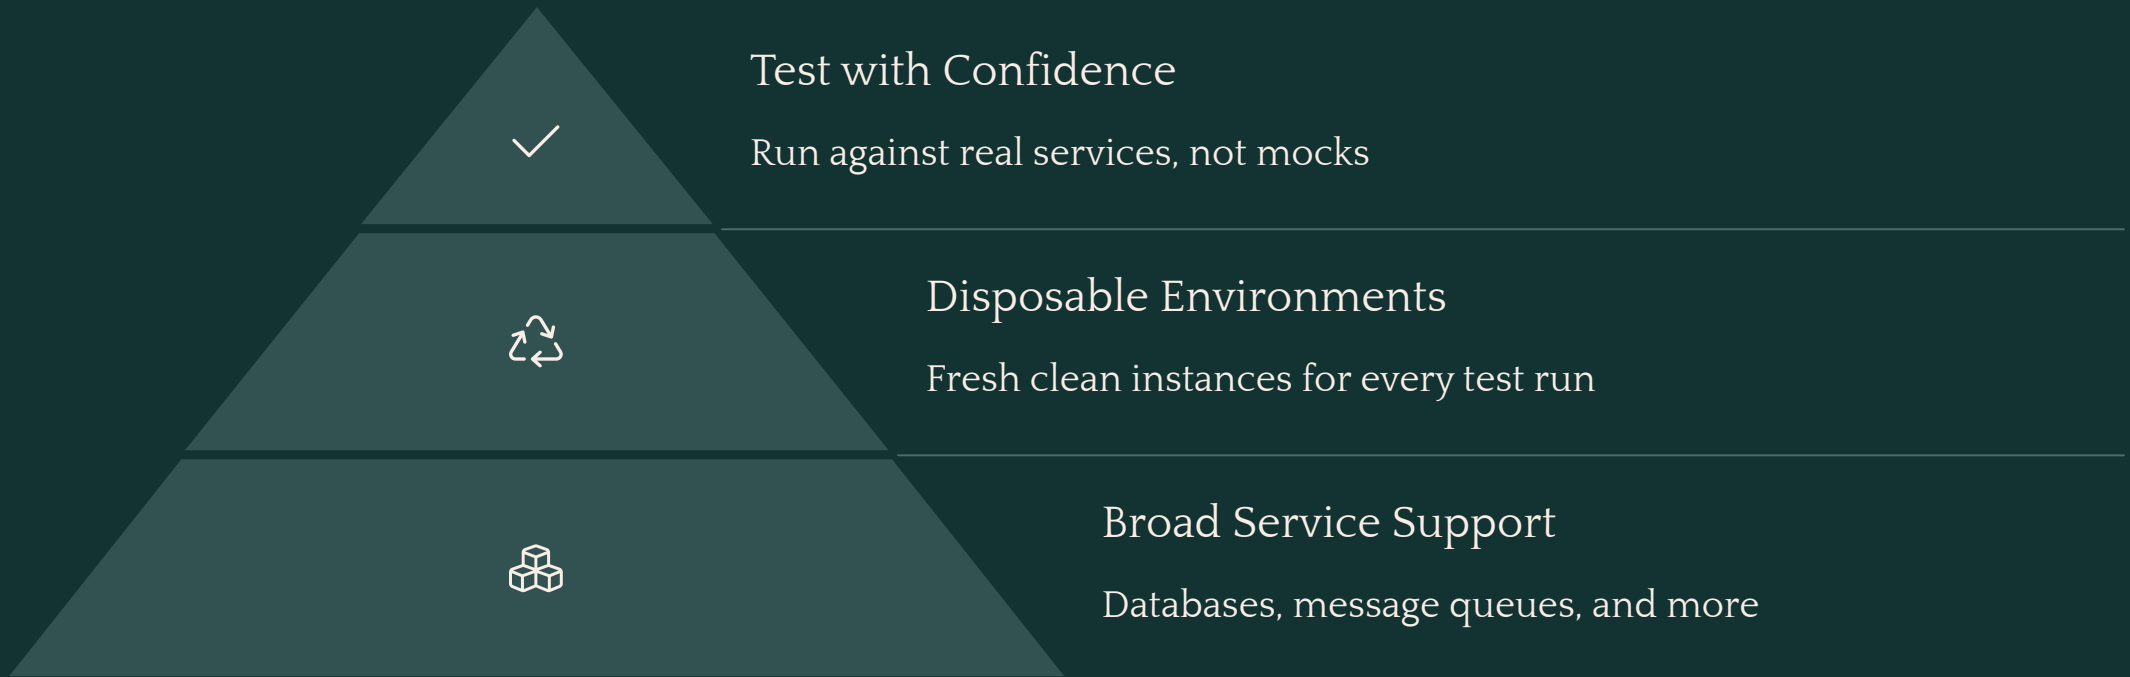 Test with Confidence
Run against real services, not mocks
Disposable Environments
Fresh clean instances for every test run
Broad Service Support
Databases, message queues, and more